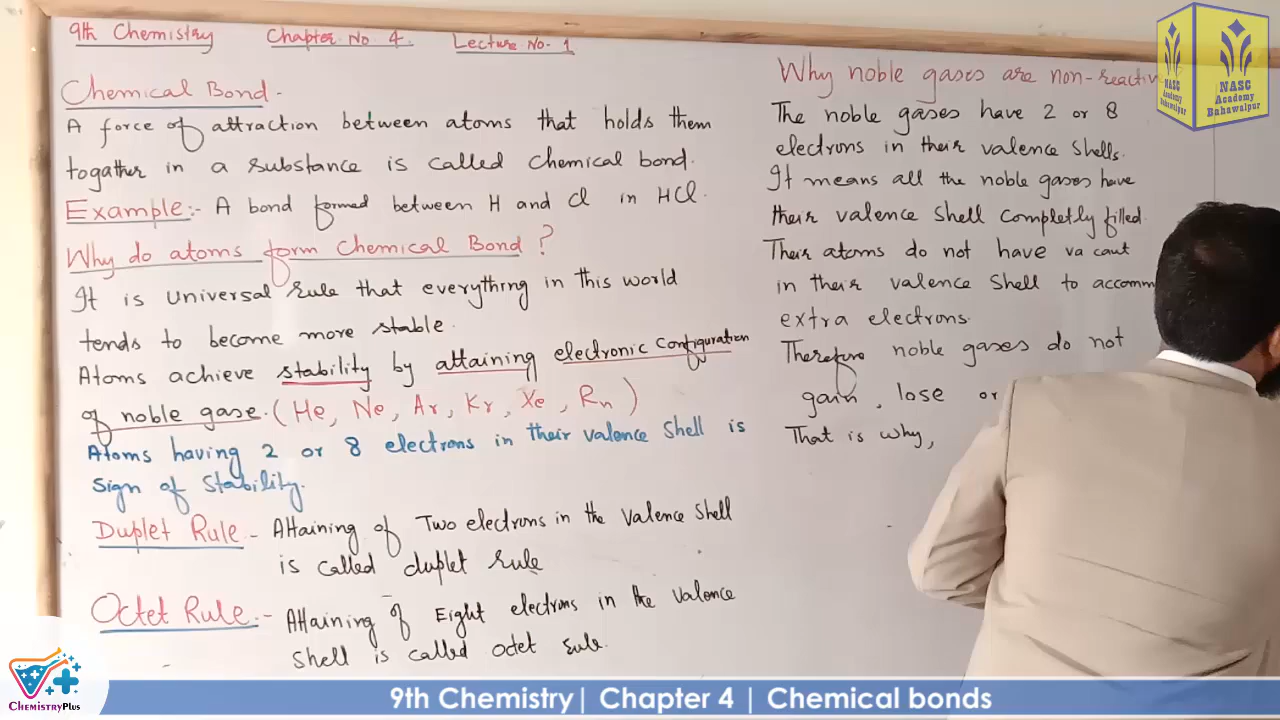 9th Chemistry Chapter No. 4. Lecture No. 1
Chemical Bond -
A force of attraction between atoms that holds them
togather in a substance is called chemical bond.
Example:- A bond formed between H and Cl in HCl.
Why do atoms form Chemical Bond ?
It is universal rule that everything in this world
tends to become more stable.
Atoms achieve stability by attaining electronic configuration
of noble gase. (He, Ne, Ar, Kr, Xe, Rn)
Atoms having 2 or 8 electrons in their valence shell is
sign of stability.
Duplet Rule - Attaining of Two electrons in the valence shell
is called duplet rule
Octet Rule:- Attaining of Eight electrons in the valence
shell is called octet rule.
Why noble gases are non-reactiv
The noble gases have 2 or 8
electrons in their valence shells.
It means all the noble gases have
their valence shell completly filled.
Their atoms do not have va cant
in their valence shell to accomm
extra electrons.
Therefore noble gases do not
gain, lose or
That is why,
NASC
Academy
Bahawalpur
NASC
Academy
Bahawalpur
CHEMISTRY Plus
9th Chemistry| Chapter 4 | Chemical bonds